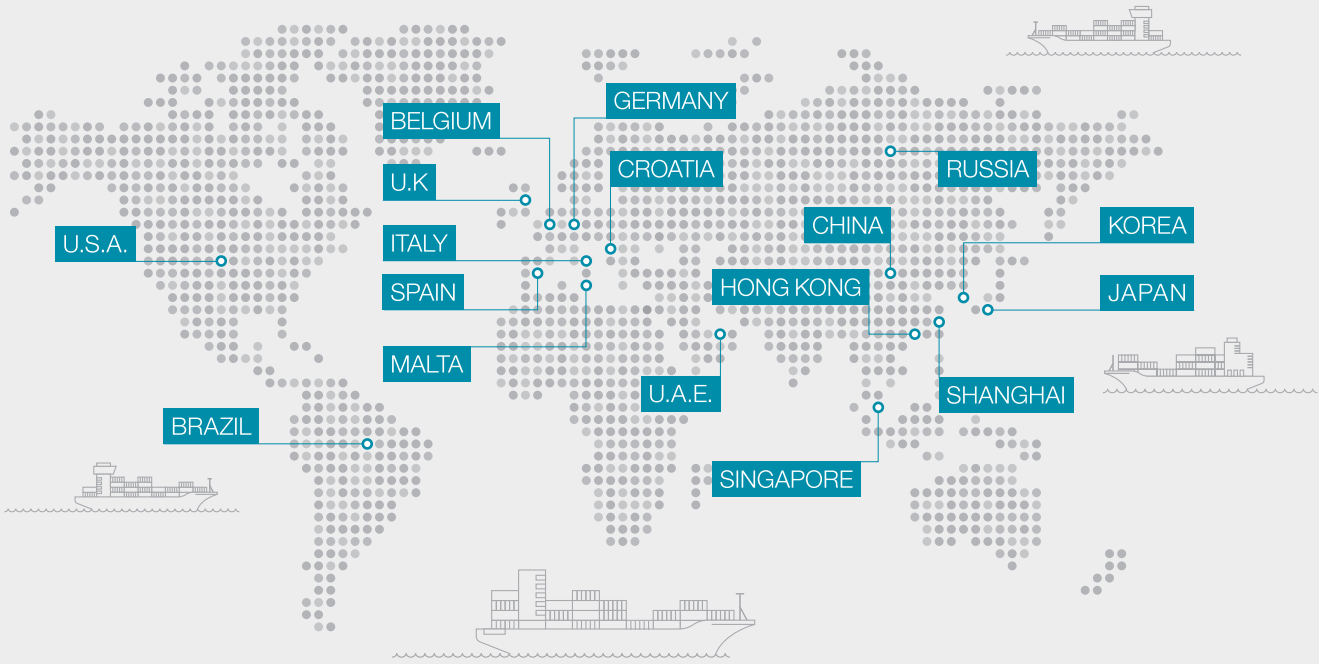 GERMANY
BELGIUM
CROATIA
RUSSIA
U.K
CHINA
KOREA
U.S.A.
ITALY
SPAIN
HONG KONG
JAPAN
MALTA
U.A.E.
SHANGHAI
BRAZIL
SINGAPORE